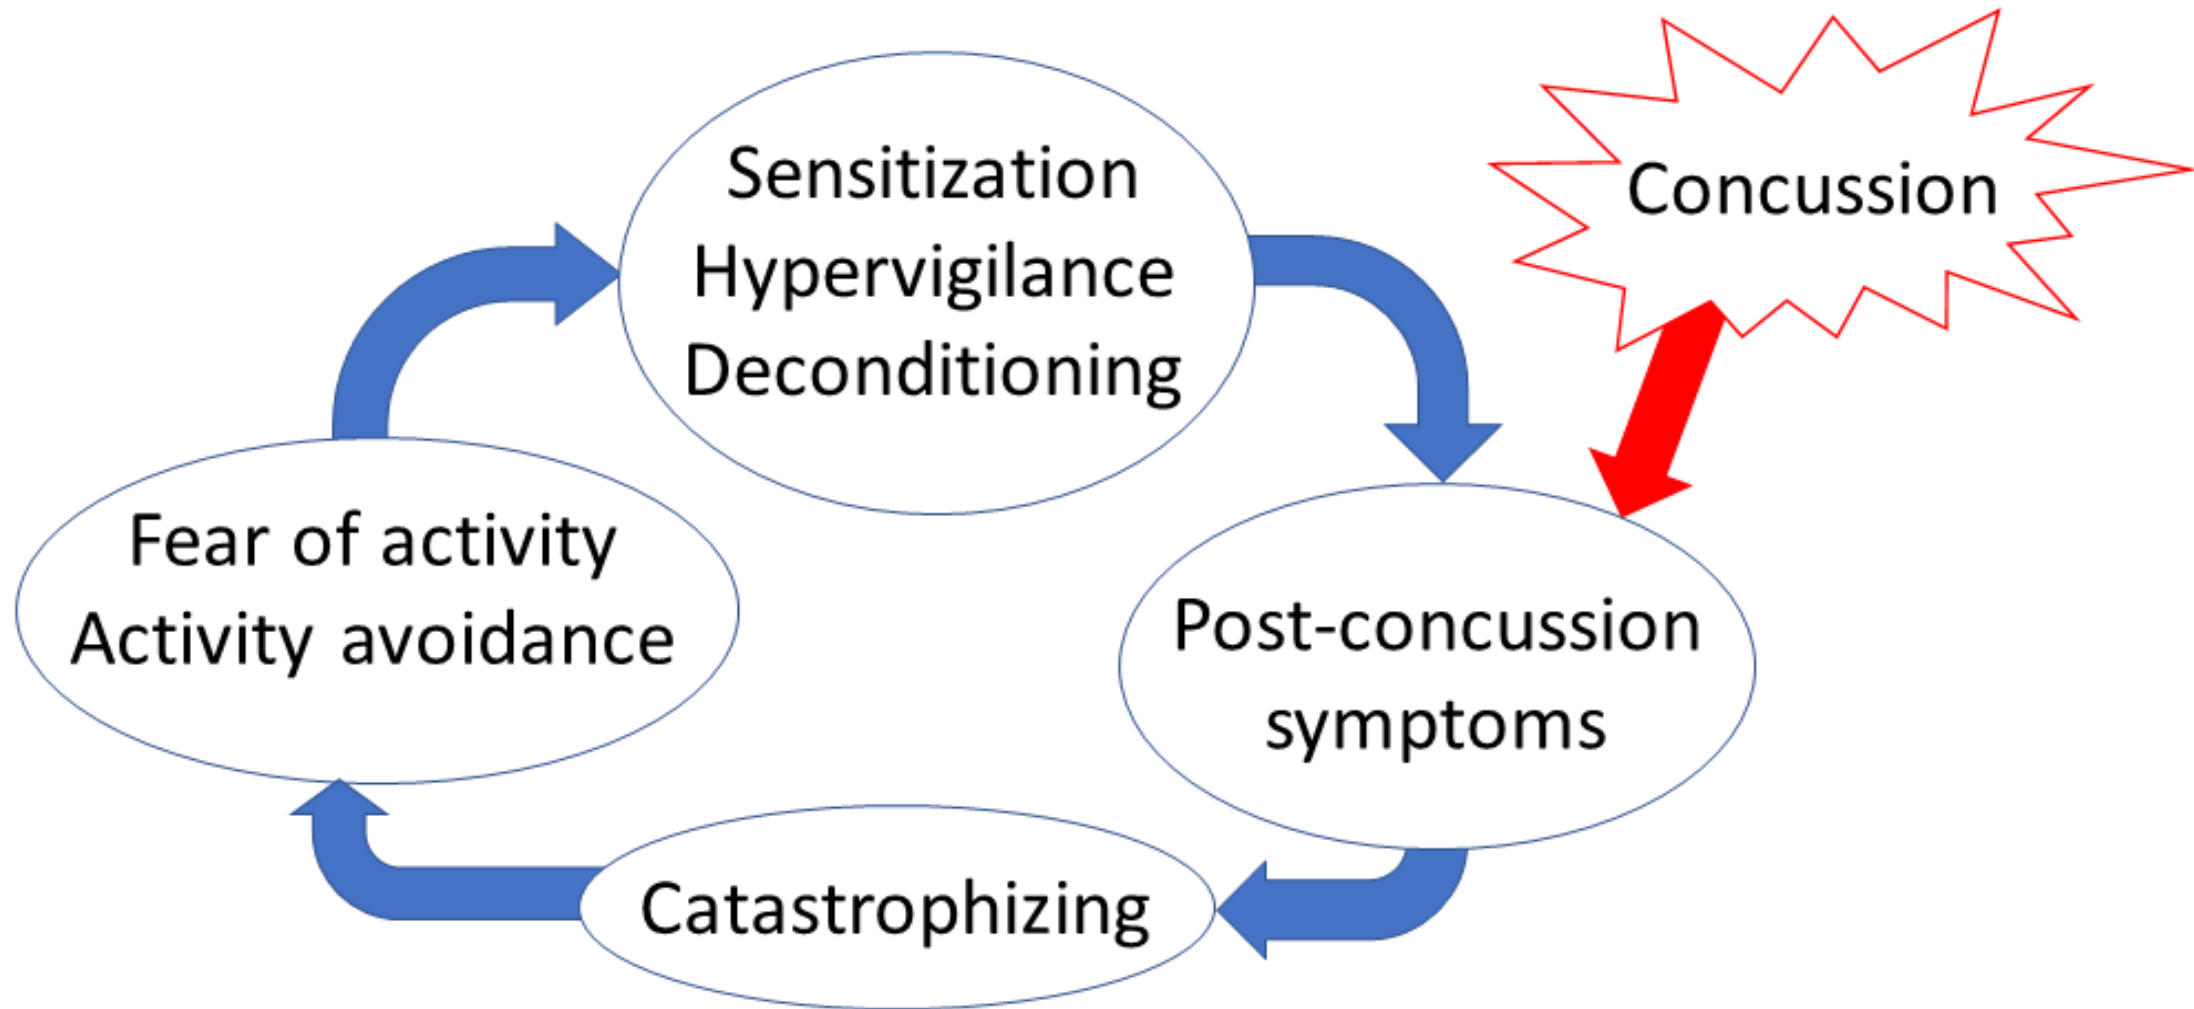 Sensitization
Hypervigilance
Deconditioning
Concussion
Post-concussion
symptoms
Catastrophizing
Fear of activity
Activity avoidance